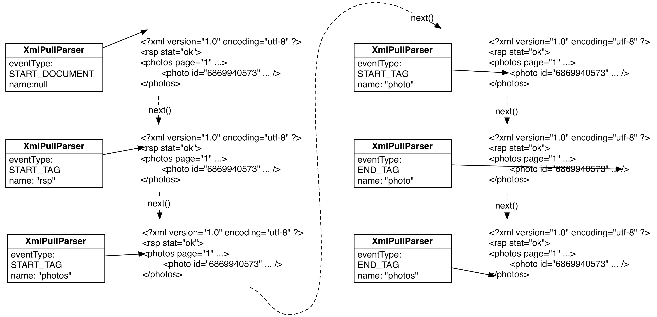 XmlPullParser
eventType:
START_DOCUMENT
name:null
<?xml version="1.0" encoding="utf-8" ?>
<rsp stat="ok">
<photos page="1" ...>
<photo id="6869940573" ... />
</photos>
next()
XmlPullParser
eventType:
START_TAG
name: "rsp"
<?xml version="1.0" encoding="utf-8" ?>
<rsp stat="ok">
<photos page="1" ...>
<photo id="6869940573" ... />
</photos>
next()
XmlPullParser
eventType:
START_TAG
name: "photos"
<?xml version="1.0" encoding="utf-8" ?>
<rsp stat="ok">
<photos page="1" ...>
<photo id="6869940573" ... />
</photos>
next()
XmlPullParser
eventType:
START_TAG
name: "photo"
<?xml version="1.0" encoding="utf-8" ?>
<rsp stat="ok">
<photos page="1" ...>
<photo id="6869940573" ... />
</photos>
next()
XmlPullParser
eventType:
END_TAG
name: "photo"
<?xml version="1.0" encoding="utf-8" ?>
<rsp stat="ok">
<photos page="1" ...>
<photo id="6869940573" ... />
</photos>
next()
XmlPullParser
eventType:
END_TAG
name: "photos"
<?xml version="1.0" encoding="utf-8" ?>
<rsp stat="ok">
<photos page="1" ...>
<photo id="6869940573" ... />
</photos>